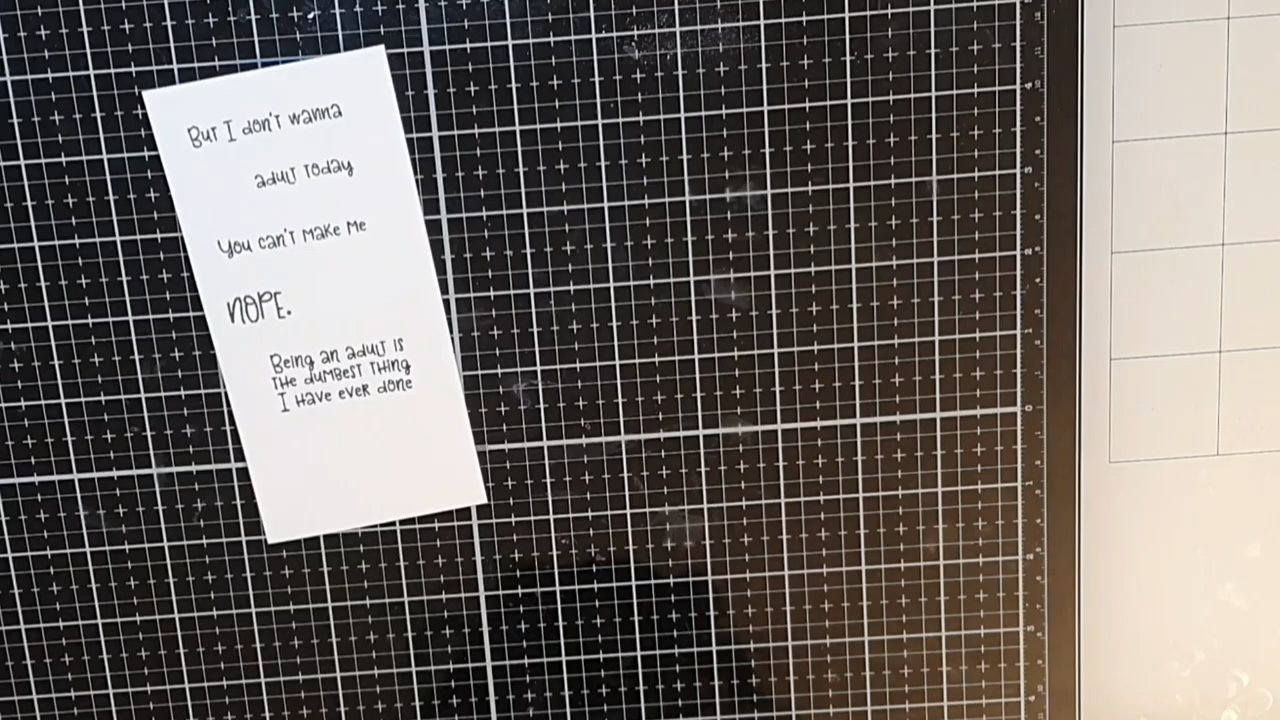 But I don't wanna
adult today
You can't make me
NOPE.
Being an adult is
the dumbest thing
I have ever done